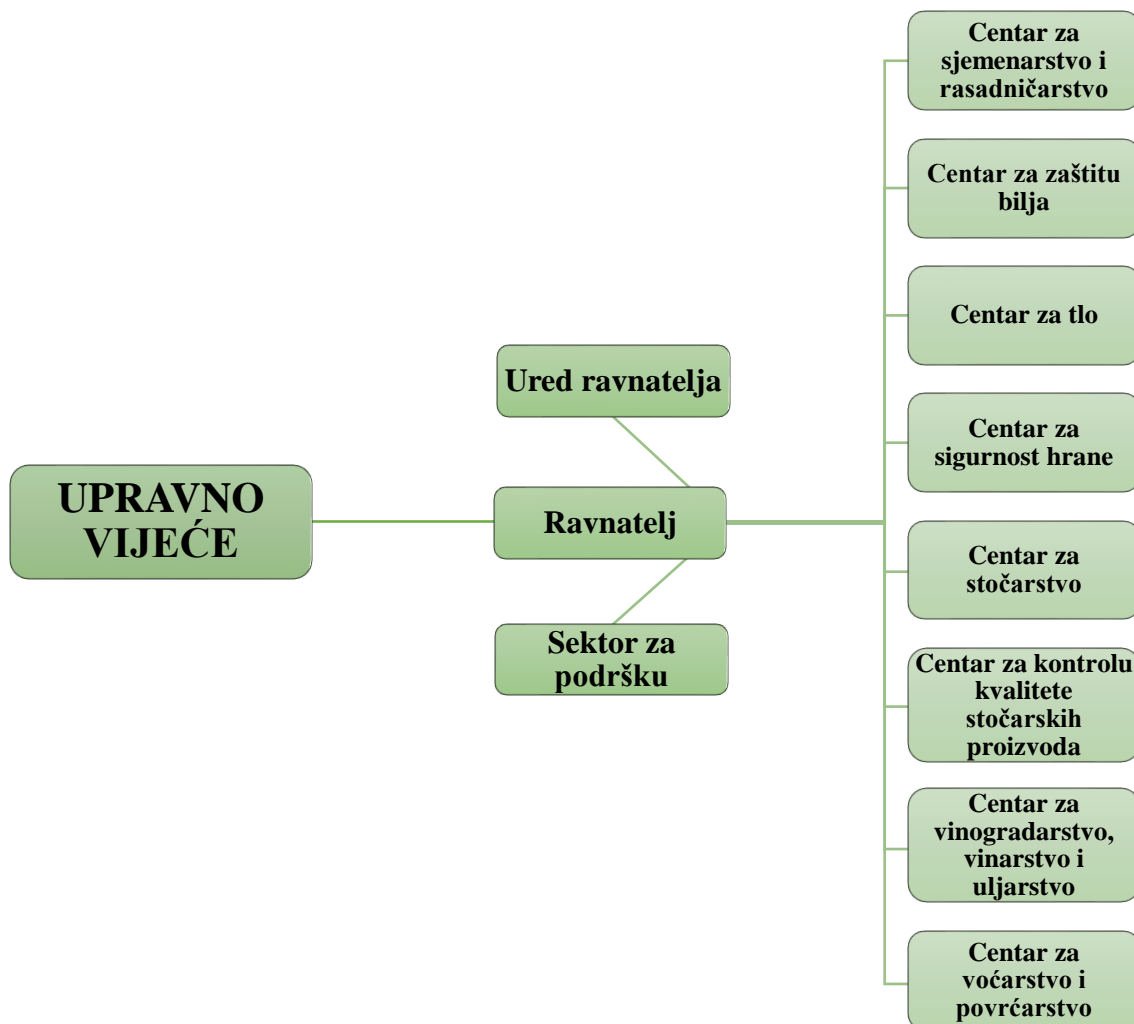 UPRAVNO
VIJEĆE
Ured ravnatelja
Ravnatelj
Sektor za
podršku
Centar za
sjemenarstvo i
rasadničarstvo
Centar za zaštitu
bilja
Centar za tlo
Centar za
sigurnost hrane
Centar za
stočarstvo
Centar za kontrolu
kvalitete
stočarskih
proizvoda
Centar za
vinogradarstvo,
vinarstvo i
uljarstvo
Centar za
voćarstvo i
povrćarstvo